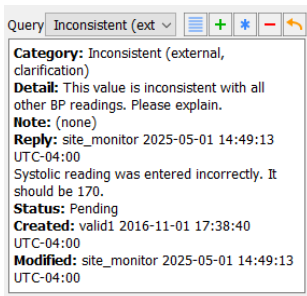 Query Inconsistent (ext
Category: Inconsistent (external,
clarification)
Detail: This value is inconsistent with all
other BP readings. Please explain.
Note: (none)
Reply: site_monitor 2025-05-01 14:49:13
UTC-04:00
Systolic reading was entered incorrectly. It
should be 170.
Status: Pending
Created: valid1 2016-11-01 17:38:40
UTC-04:00
Modified: site_monitor 2025-05-01 14:49:13
UTC-04:00